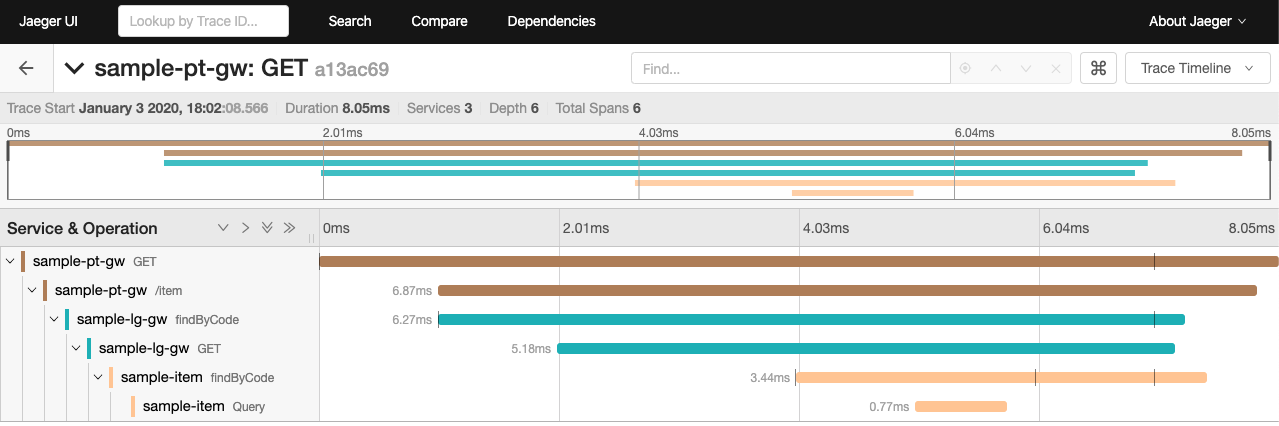 Jaeger UI Lookup by Trace ID... Search Compare Dependencies About Jaeger
sample-pt-gw: GET a13ac69 Find... ⌘ Trace Timeline
Trace Start January 3 2020, 18:02:08.566 Duration 8.05ms Services 3 Depth 6 Total Spans 6
0ms 2.01ms 4.03ms 6.04ms 8.05ms
Service & Operation 0ms 2.01ms 4.03ms 6.04ms 8.05ms
sample-pt-gw GET
sample-pt-gw /item 6.87ms
sample-lg-gw findByCode 6.27ms
sample-lg-gw GET 5.18ms
sample-item findByCode 3.44ms
sample-item Query 0.77ms